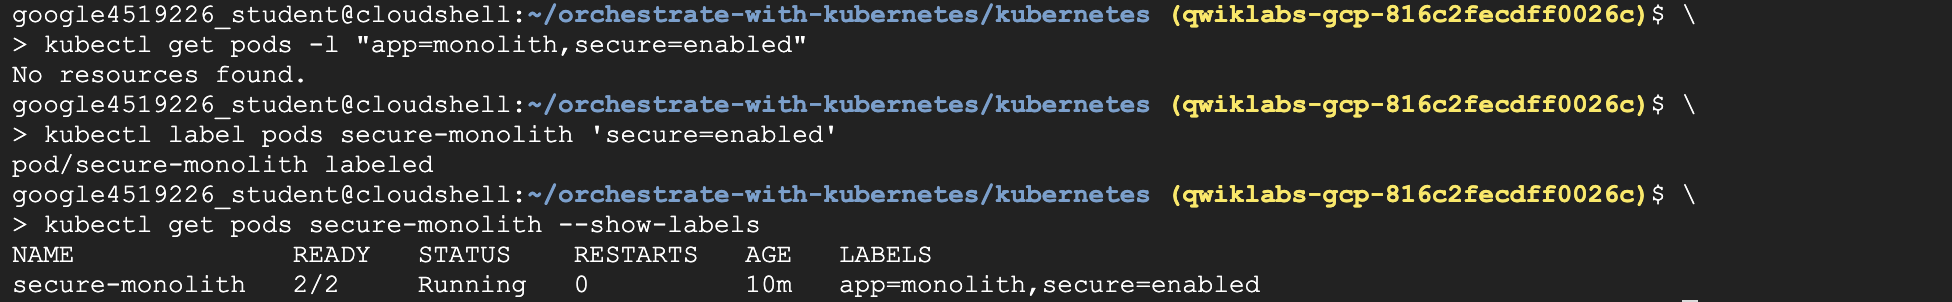 google4519226_student@cloudshell:~/orchestrate-with-kubernetes/kubernetes (qwiklabs-gcp-816c2fecdff0026c)$ \
> kubectl get pods -l "app=monolith,secure=enabled"
No resources found.
google4519226_student@cloudshell:~/orchestrate-with-kubernetes/kubernetes (qwiklabs-gcp-816c2fecdff0026c)$ \
> kubectl label pods secure-monolith 'secure=enabled'
pod/secure-monolith labeled
google4519226_student@cloudshell:~/orchestrate-with-kubernetes/kubernetes (qwiklabs-gcp-816c2fecdff0026c)$ \
> kubectl get pods secure-monolith --show-labels
NAME              READY   STATUS    RESTARTS   AGE   LABELS
secure-monolith   2/2     Running   0          10m   app=monolith,secure=enabled